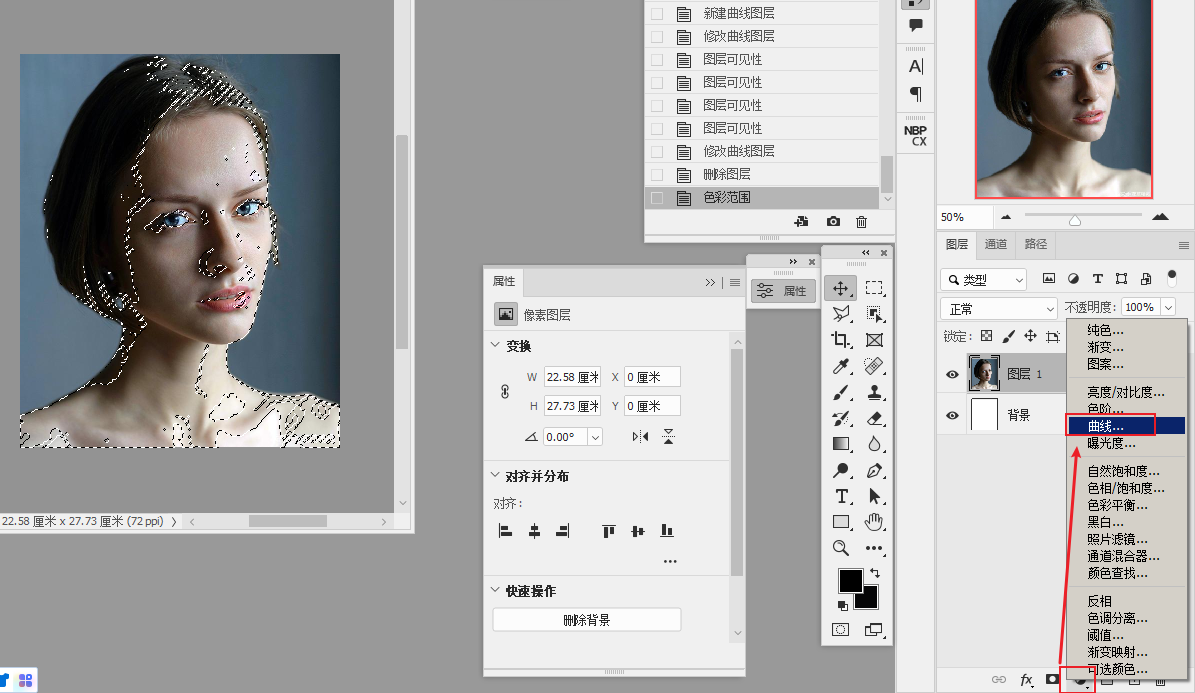 新建曲线图层
修改曲线图层
图层可见性
图层可见性
图层可见性
图层可见性
修改曲线图层
删除图层
色彩范围
A
NBP
CX
50%
图层 通道 路径
类型
T
正常
不透明度: 100%
锁定:
图层 1
背景
纯色...
渐变...
图案...
亮度/对比度...
色阶...
曲线...
曝光度...
自然饱和度...
色相/饱和度...
色彩平衡...
黑白...
照片滤镜...
通道混合器...
颜色查找...
反相
色调分离...
阈值...
渐变映射...
可选颜色...
fx
属性
属性
像素图层
变换
W 22.58 厘米 X 0 厘米
H 27.73 厘米 Y 0 厘米
0.00°
对齐并分布
对齐:
快速操作
删除背景
T
22.58 厘米 x 27.73 厘米 (72 ppi)